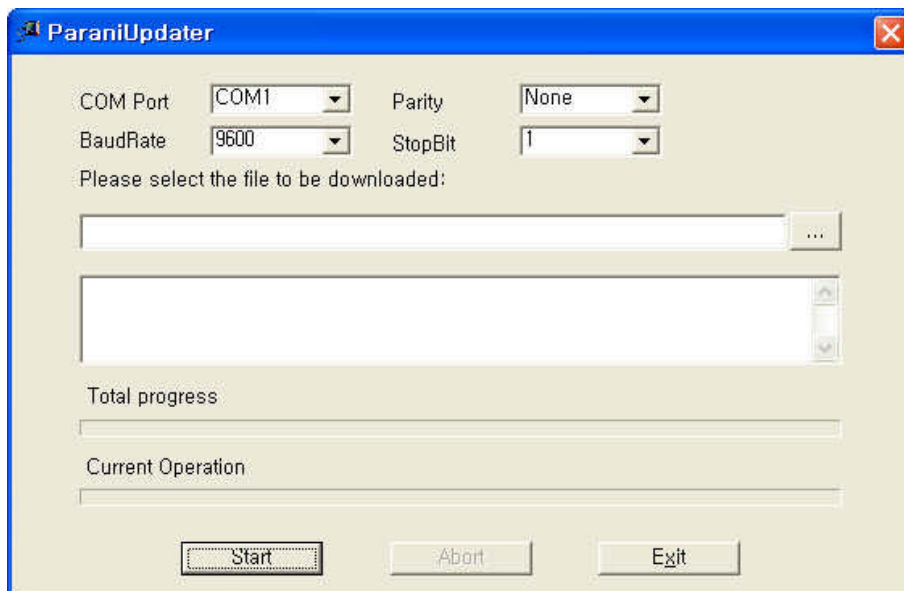 ParaniUpdater
COM Port COM1 Parity None
BaudRate 9600 StopBit 1
Please select the file to be downloaded:
...
Total progress
Current Operation
Start Abort Exit